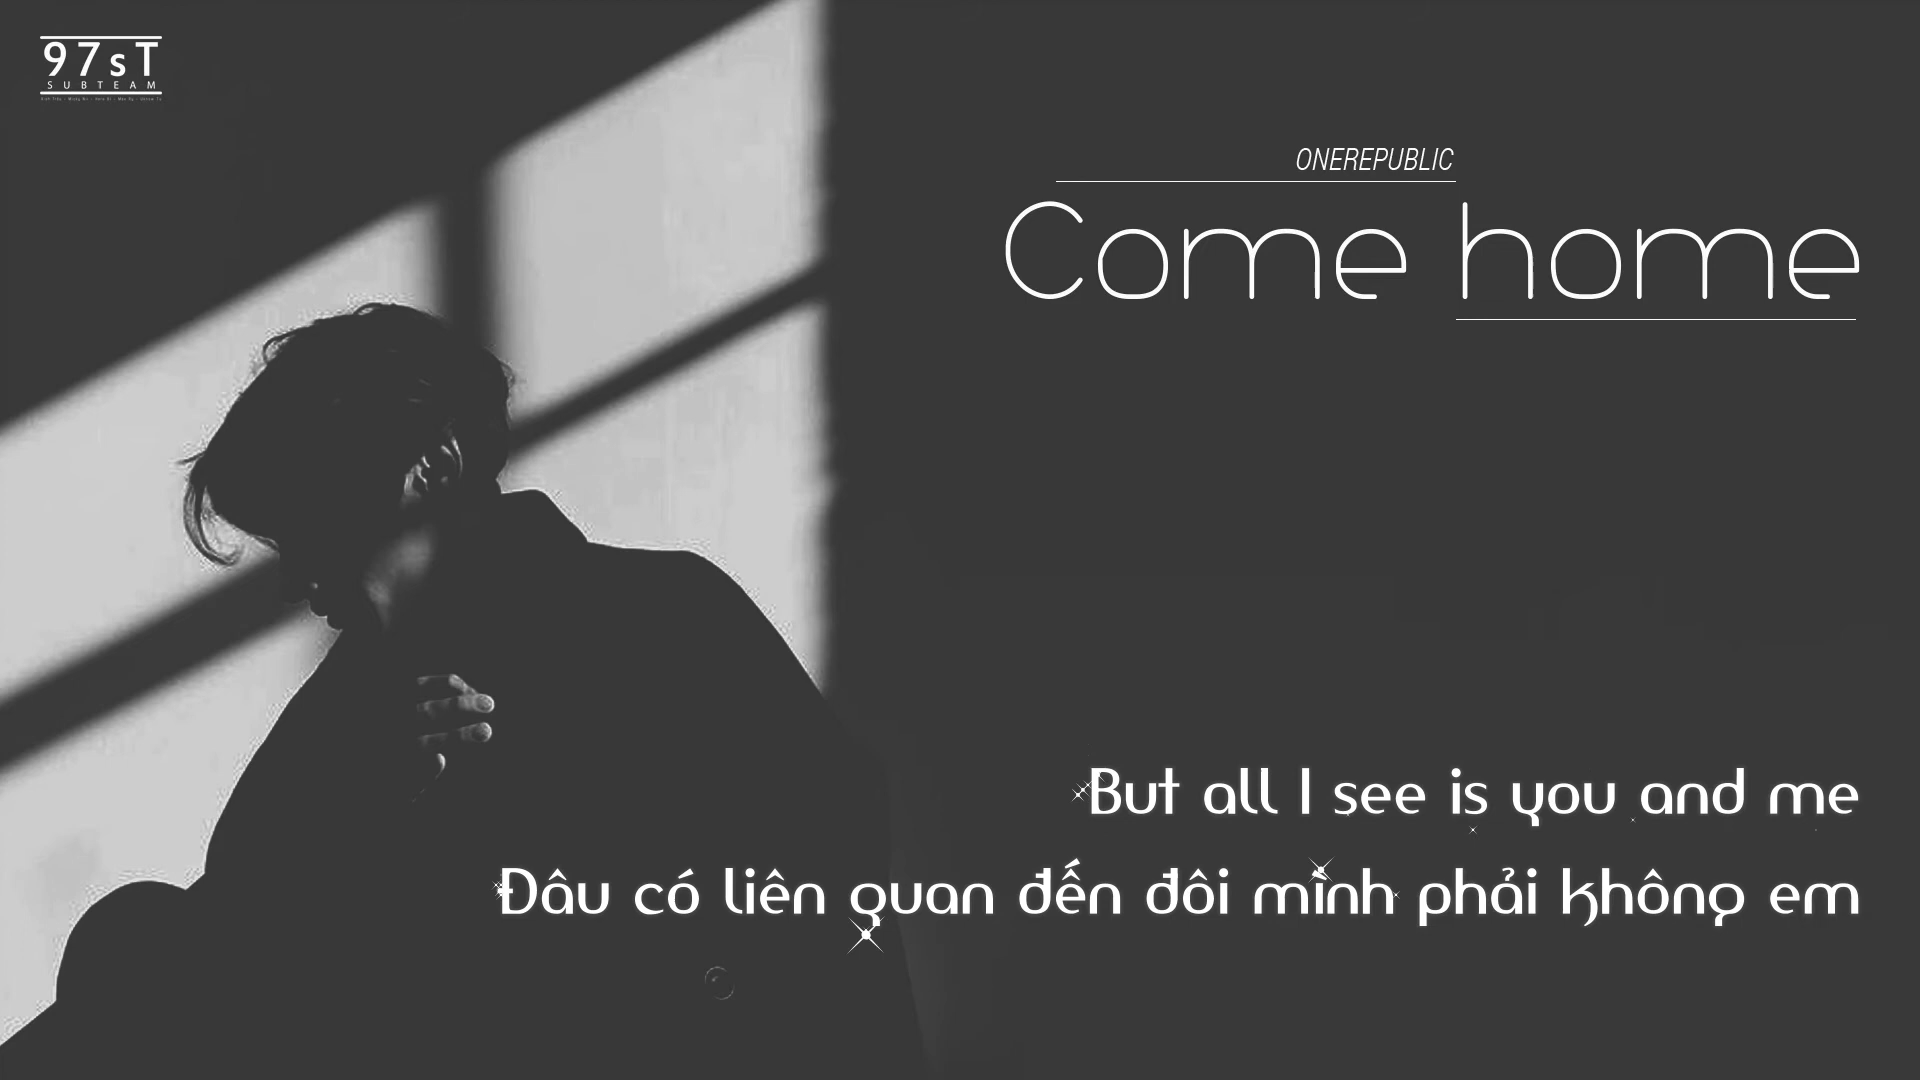 97sT
SUBTEAM
ONEREPUBLIC
Come home
But all I see is you and me
Đâu có liên quan đến đôi mình phải không em